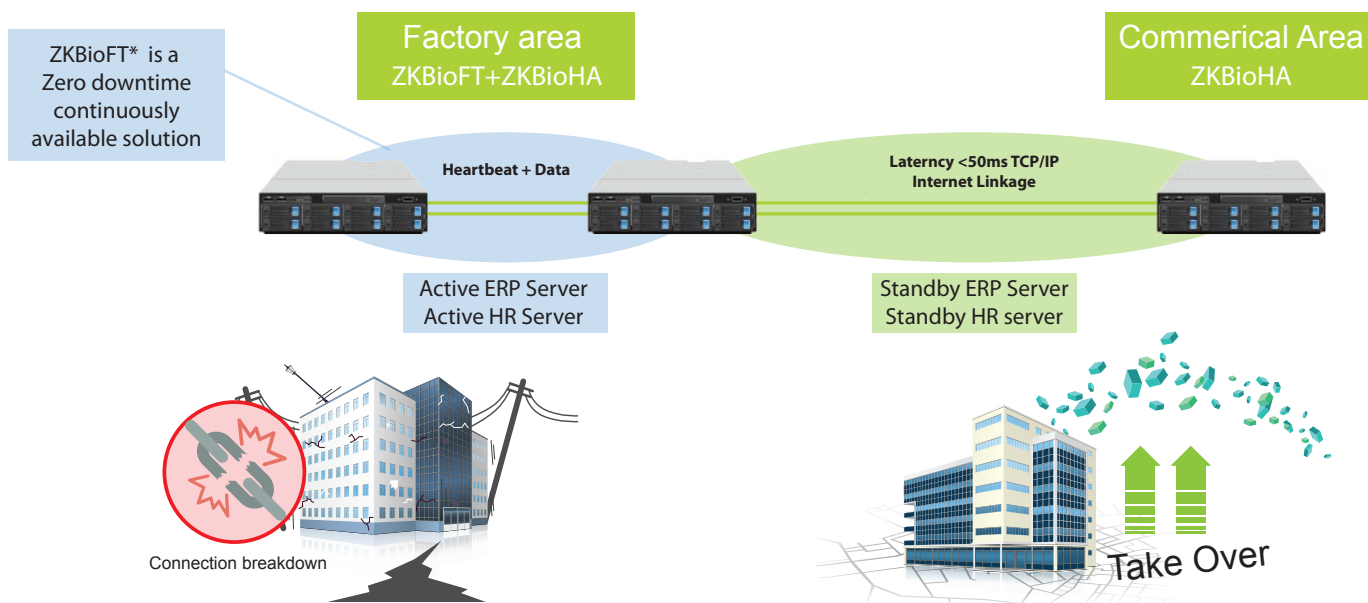 ZKBioFT* is a
Zero downtime
continuously
available solution
Factory area
ZKBioFT+ZKBioHA
Commerical Area
ZKBioHA
Heartbeat + Data
Laterncy <50ms TCP/IP
Internet Linkage
Active ERP Server
Active HR Server
Standby ERP Server
Standby HR server
Connection breakdown
Take Over